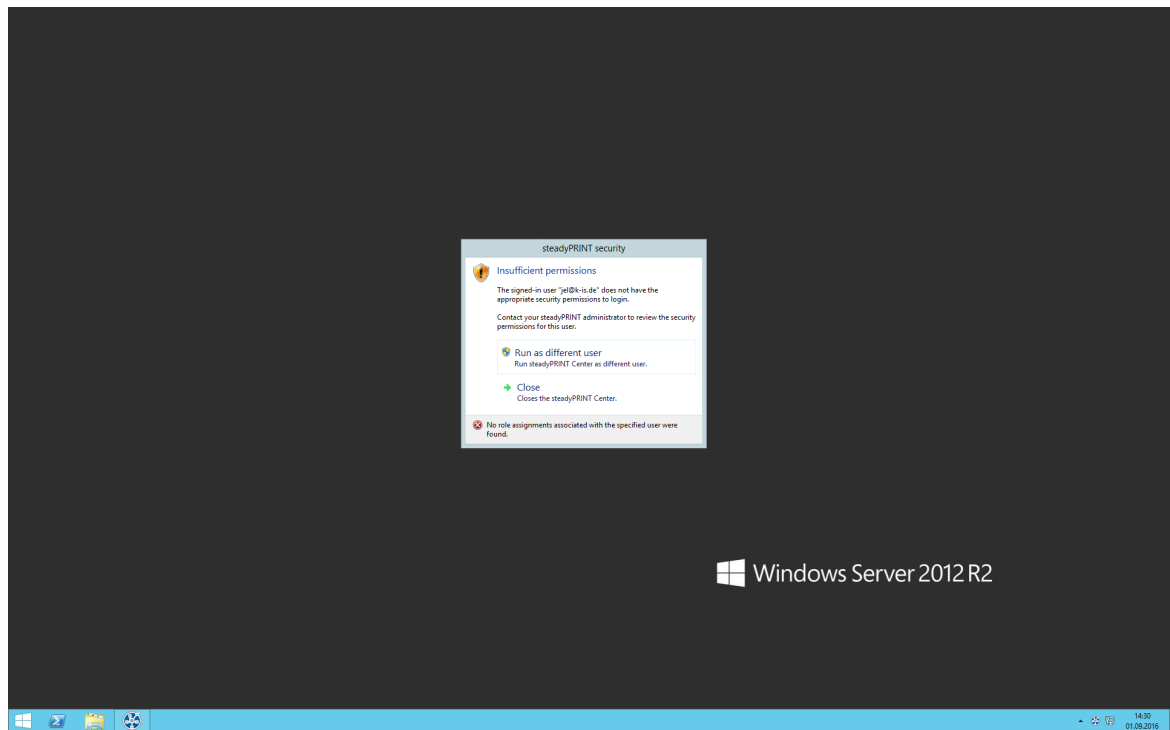 steadyPRINT security
Insufficient permissions
The signed-in user "jel@k-is.de" does not have the
appropriate security permissions to login.
Contact your steadyPRINT administrator to review the security
permissions for this user.
Run as different user
Run steadyPRINT Center as different user.
Close
Closes the steadyPRINT Center.
No role assignments associated with the specified user were
found.
Windows Server 2012 R2
14:30
01.09.2016